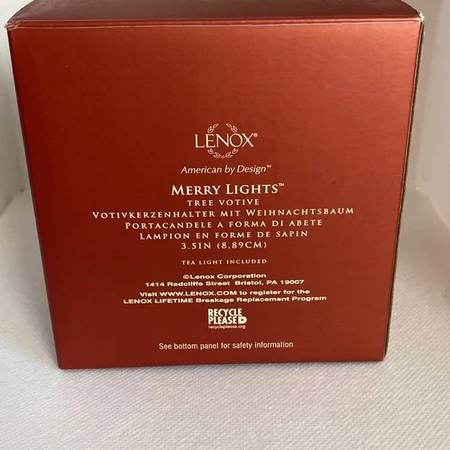 LENOX®
American by Design™
MERRY LIGHTS™
TREE VOTIVE
VOTIVKERZENHALTER MIT WEIHNACHTSBAUM
PORTACANDELE A FORMA DI ABETE
LAMPION EN FORME DE SAPIN
3.5IN (8.89CM)
TEA LIGHT INCLUDED
©Lenox Corporation
1414 Radcliffe Street Bristol, PA 19007
Visit WWW.LENOX.COM to register for the
LENOX LIFETIME Breakage Replacement Program
RECYCLE
PLEASE
recycleplease.org
See bottom panel for safety information